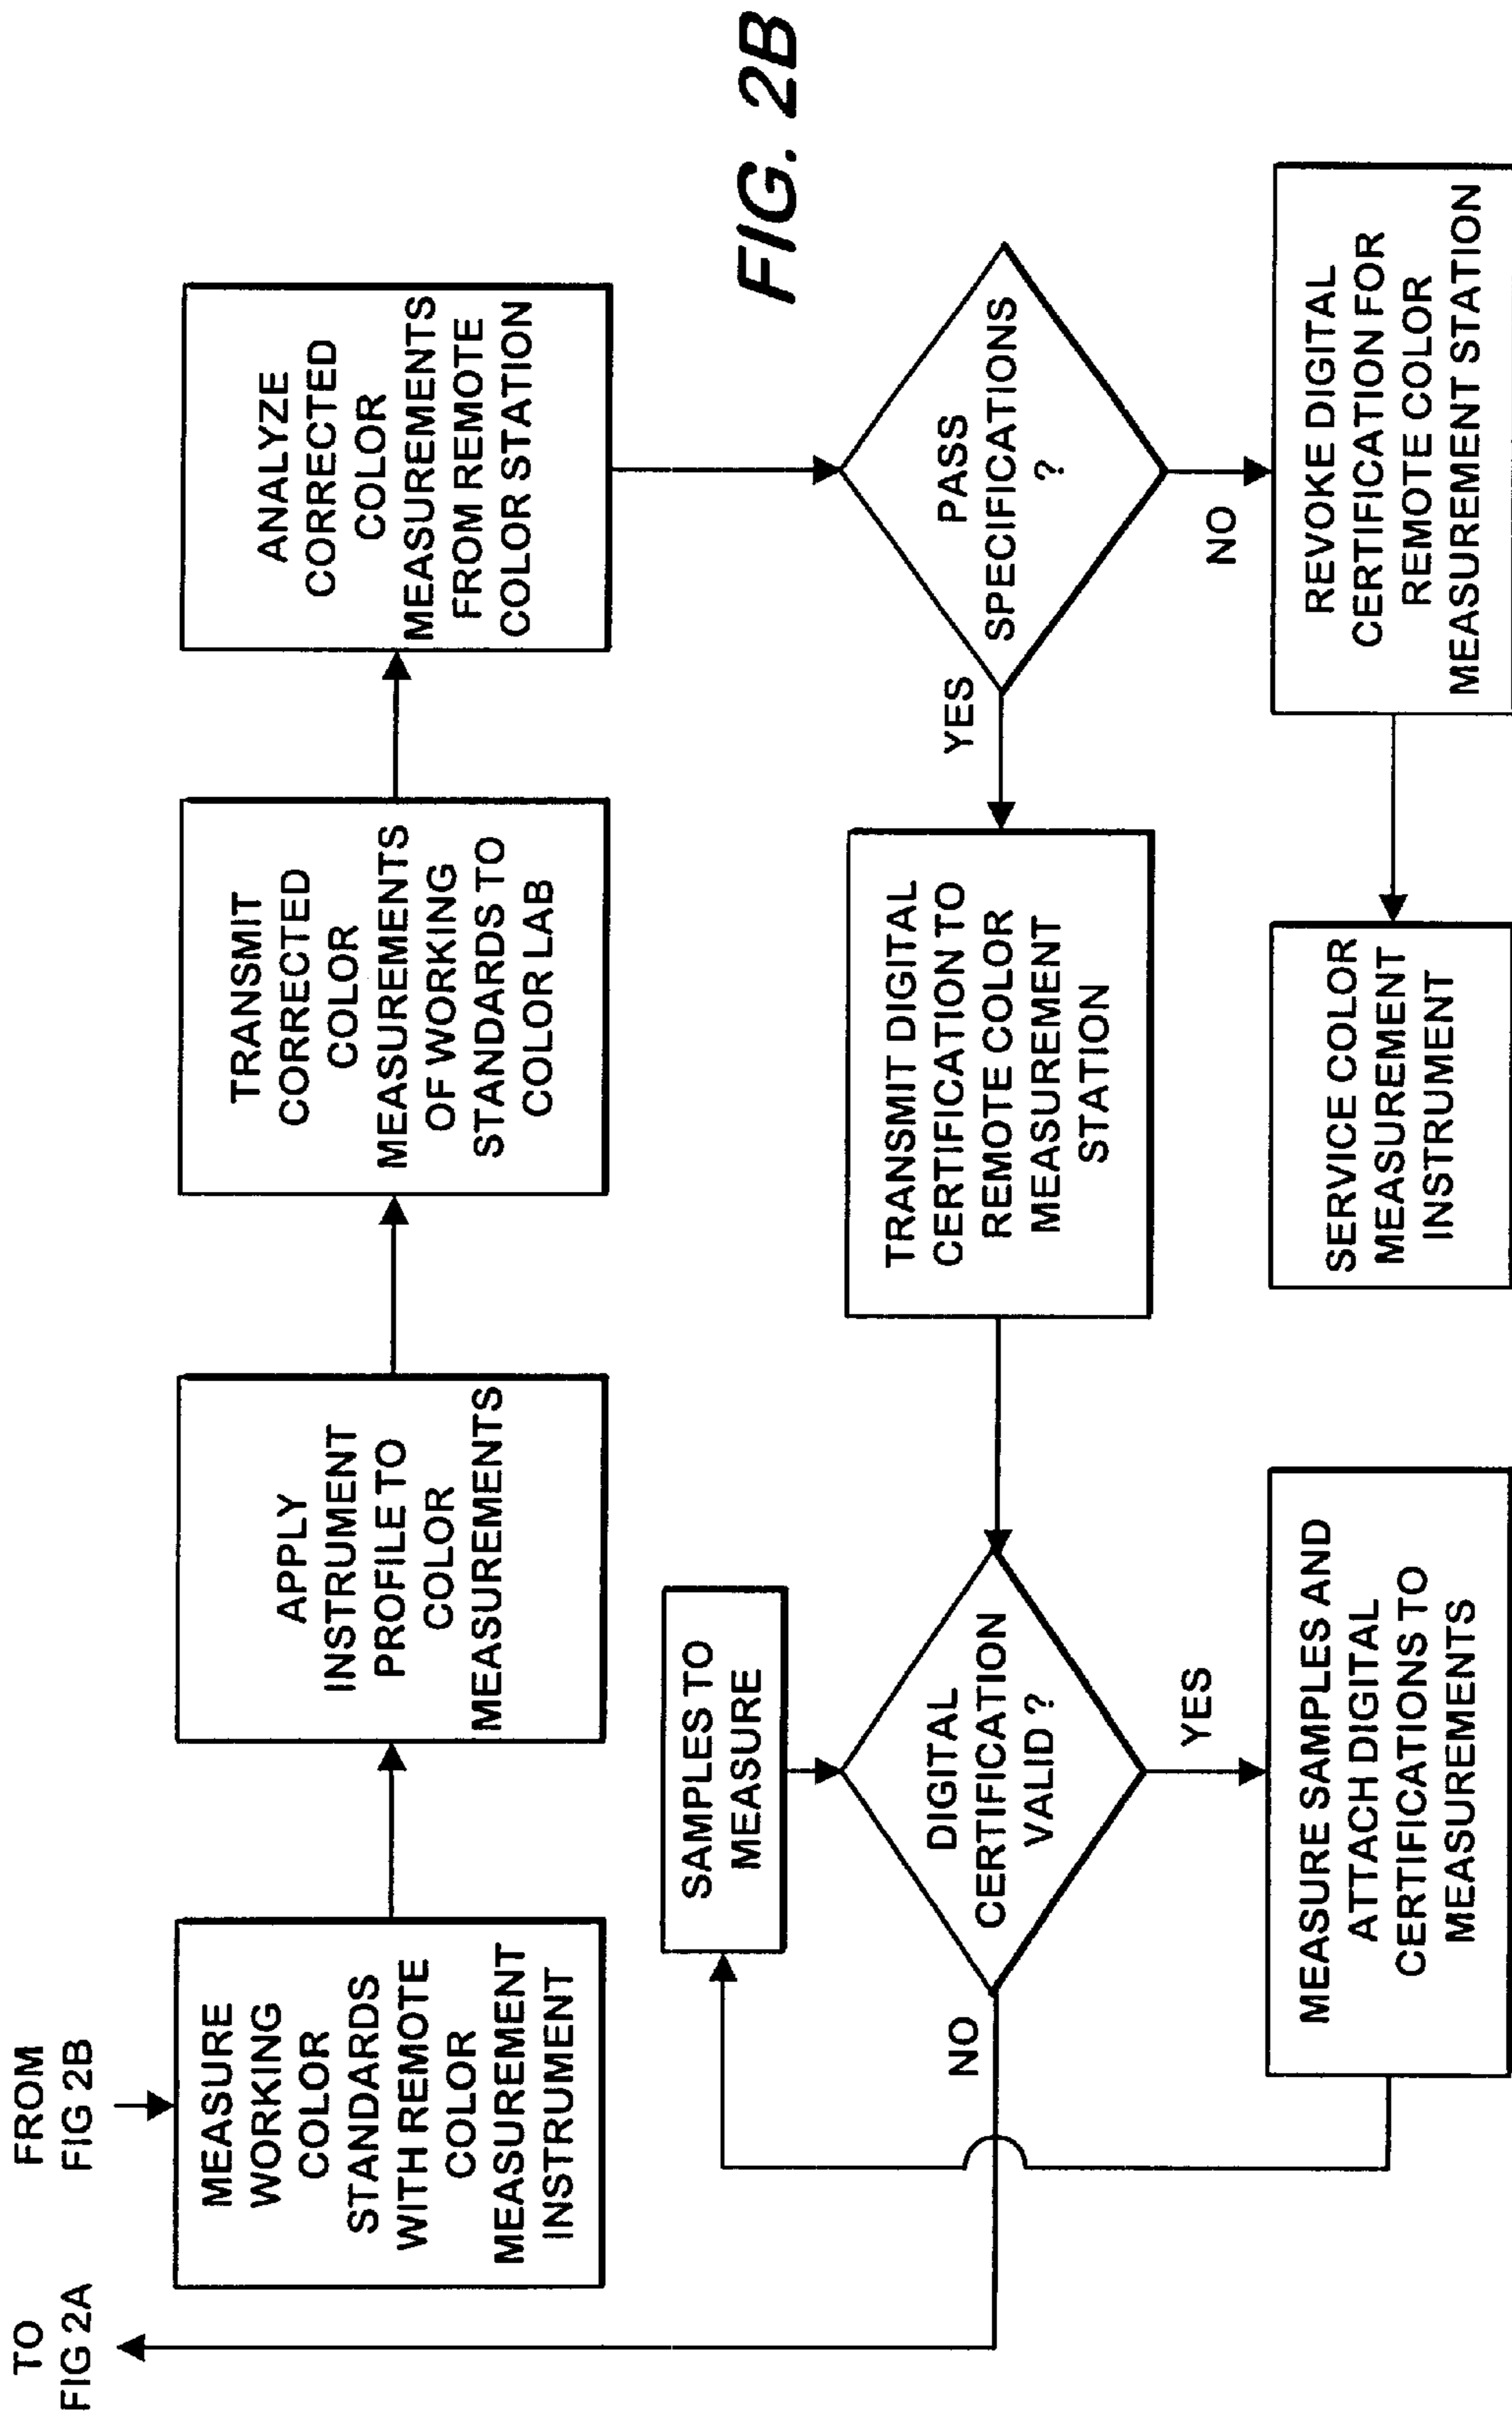 TO
FIG 2A
FROM
FIG 2B
MEASURE
WORKING
COLOR
STANDARDS
WITH REMOTE
COLOR
MEASUREMENT
INSTRUMENT
APPLY
INSTRUMENT
PROFILE TO
COLOR
MEASUREMENTS
TRANSMIT
CORRECTED
COLOR
MEASUREMENTS
OF WORKING
STANDARDS TO
COLOR LAB
ANALYZE
CORRECTED
COLOR
MEASUREMENTS
FROM REMOTE
COLOR STATION
FIG. 2B
PASS
SPECIFICATIONS
?
YES
NO
TRANSMIT DIGITAL
CERTIFICATION TO
REMOTE COLOR
MEASUREMENT
STATION
SAMPLES TO
MEASURE
DIGITAL
CERTIFICATION
VALID ?
NO
YES
MEASURE SAMPLES AND
ATTACH DIGITAL
CERTIFICATIONS TO
MEASUREMENTS
SERVICE COLOR
MEASUREMENT
INSTRUMENT
REVOKE DIGITAL
CERTIFICATION FOR
REMOTE COLOR
MEASUREMENT STATION